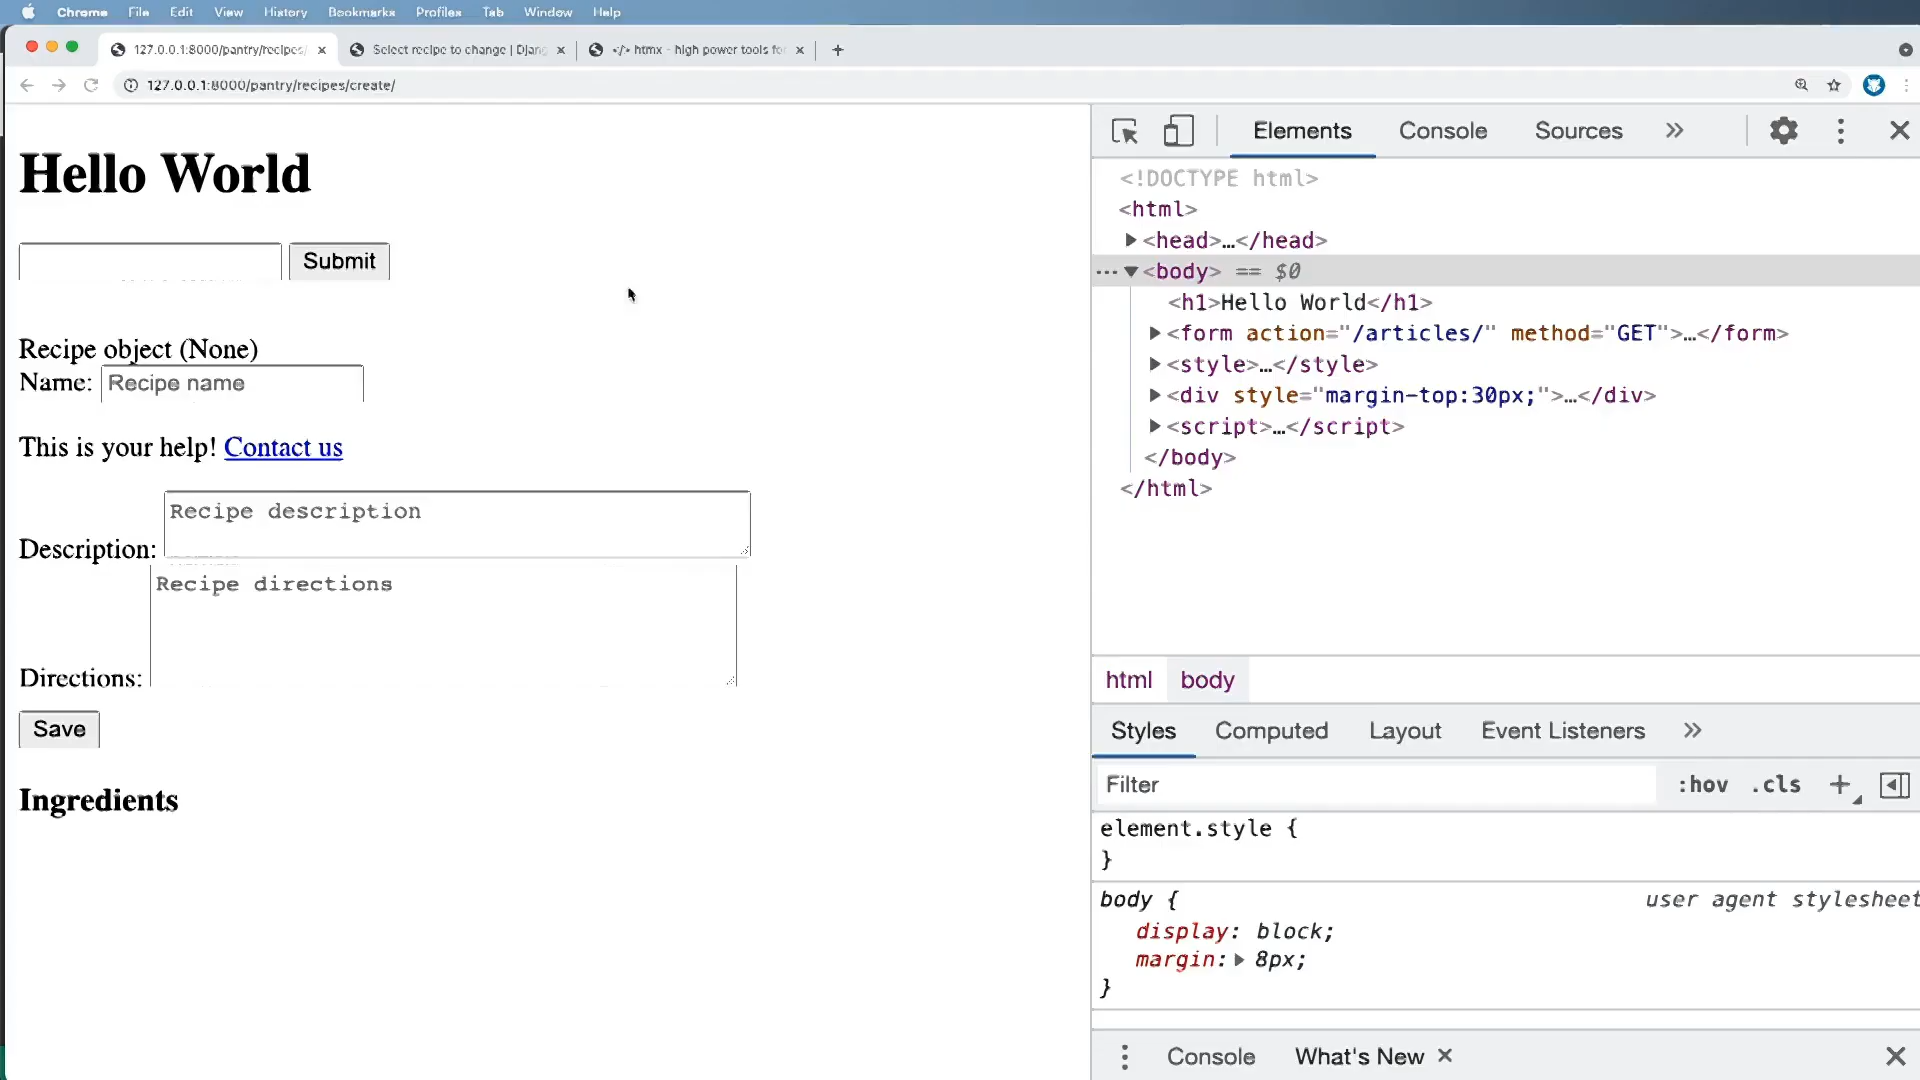 Chrome File Edit View History Bookmarks Profiles Tab Window Help
127.0.0.1:8000/pantry/recipes/ Select recipe to change | Djang </> htmx - high power tools fo
127.0.0.1:8000/pantry/recipes/create/
Hello World
Submit
Recipe object (None)
Name: Recipe name
This is your help! Contact us
Recipe description
Description:
Recipe directions
Directions:
Save
Ingredients
Elements Console Sources
<!DOCTYPE html>
<html>
<head>…</head>
<body> == $0
<h1>Hello World</h1>
<form action="/articles/" method="GET">…</form>
<style>…</style>
<div style="margin-top:30px;">…</div>
<script>…</script>
</body>
</html>
html body
Styles Computed Layout Event Listeners
Filter :hov .cls
element.style {
}
body { user agent stylesheet
display: block;
margin: 8px;
}
Console What's New